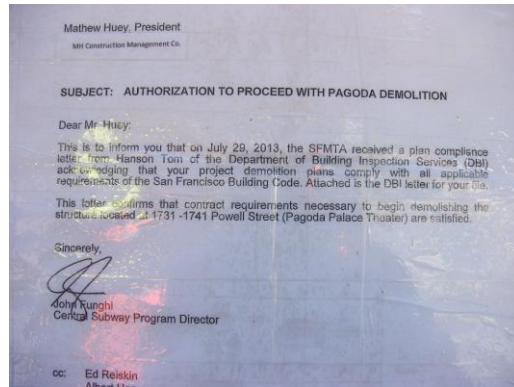 Mathew Huey, President
MH Construction Management Co.
SUBJECT: AUTHORIZATION TO PROCEED WITH PAGODA DEMOLITION
Dear Mr. Huey:
This is to inform you that on July 29, 2013, the SFMTA received a plan compliance
letter from Hanson Tom of the Department of Building Inspection Services (DBI)
acknowledging that your project demolition plans comply with all applicable
requirements of the San Francisco Building Code. Attached is the DBI letter for your file.
This letter confirms that contract requirements necessary to begin demolishing the
structure located at 1731 -1741 Powell Street (Pagoda Palace Theater) are satisfied.
Sincerely,
John Funghi
Central Subway Program Director
cc: Ed Reiskin
Albert